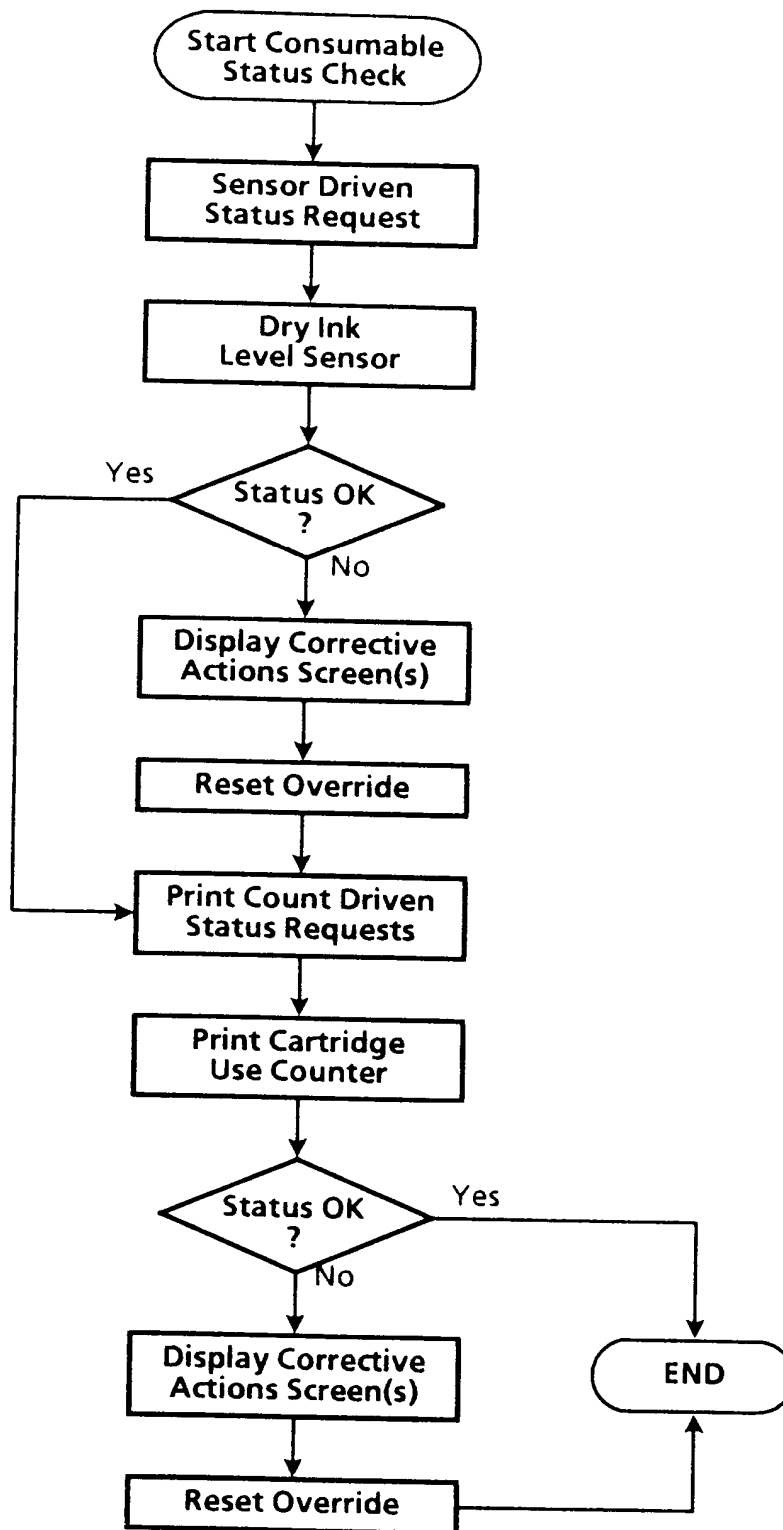 Start Consumable
Status Check
Sensor Driven
Status Request
Dry Ink
Level Sensor
Yes
Status OK
?
No
Display Corrective
Actions Screen(s)
Reset Override
Print Count Driven
Status Requests
Print Cartridge
Use Counter
Status OK
?
Yes
No
Display Corrective
Actions Screen(s)
END
Reset Override